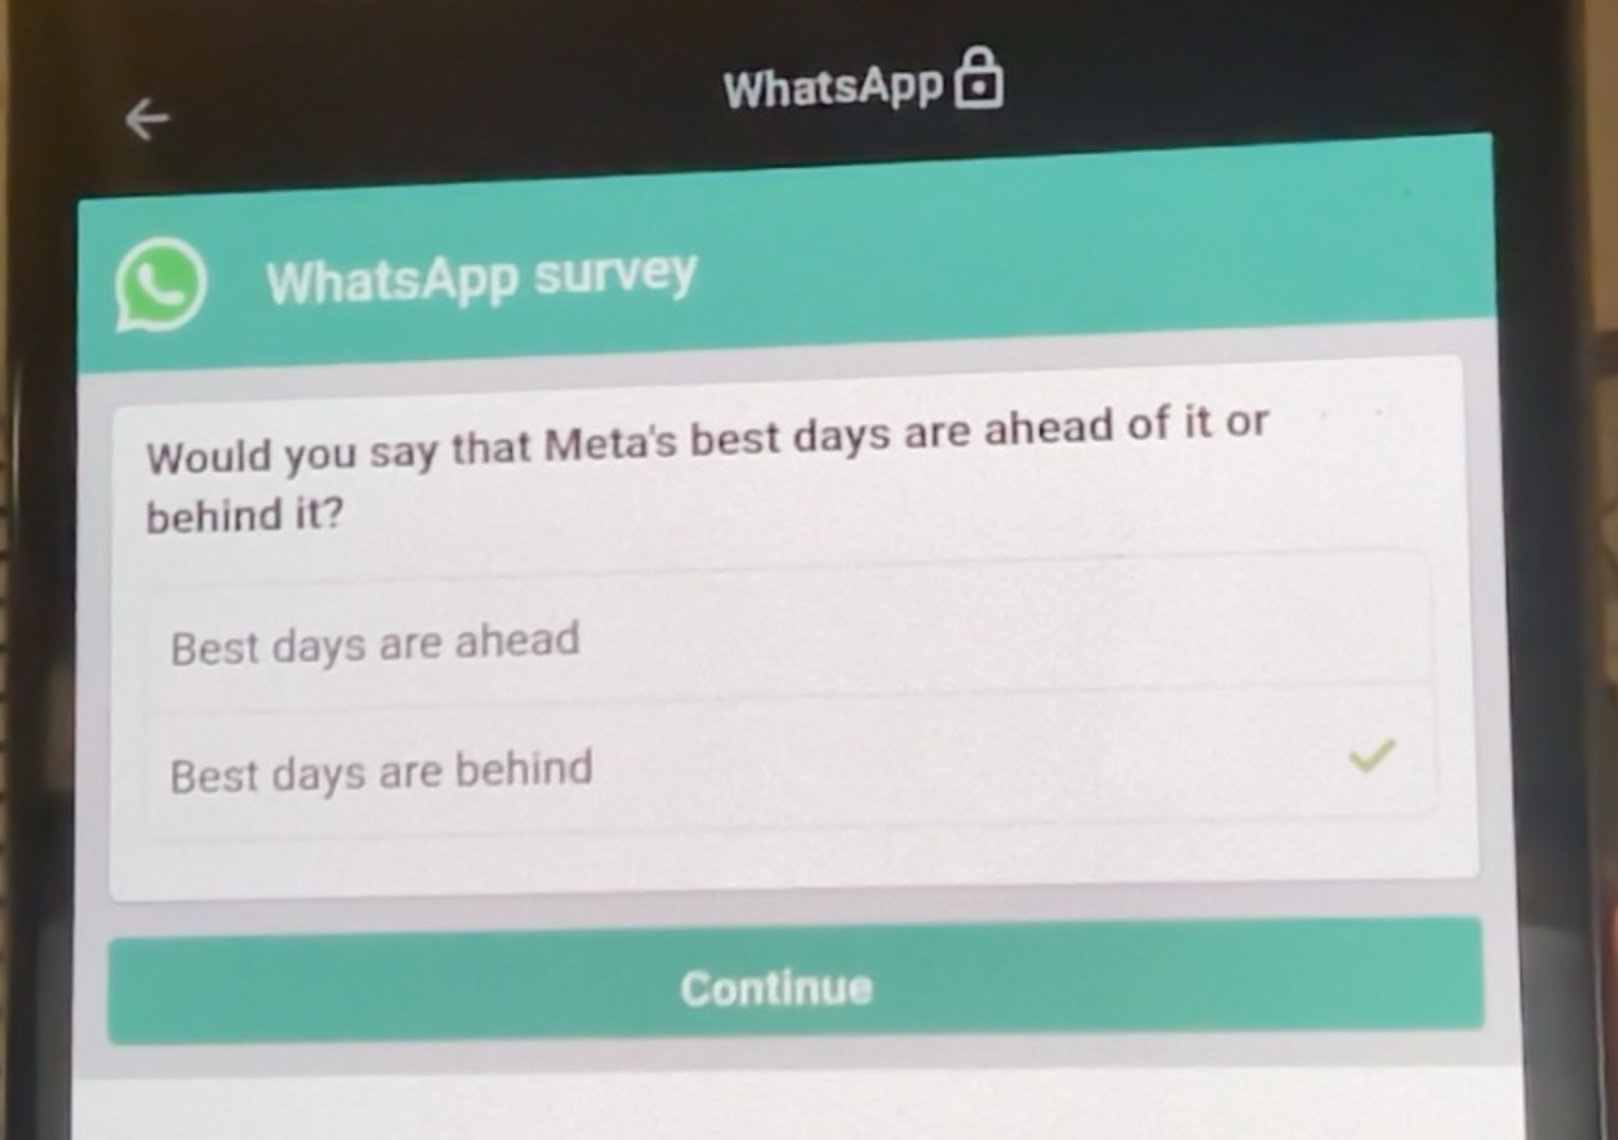 WhatsApp
WhatsApp survey
Would you say that Meta's best days are ahead of it or
behind it?
Best days are ahead
Best days are behind
Continue